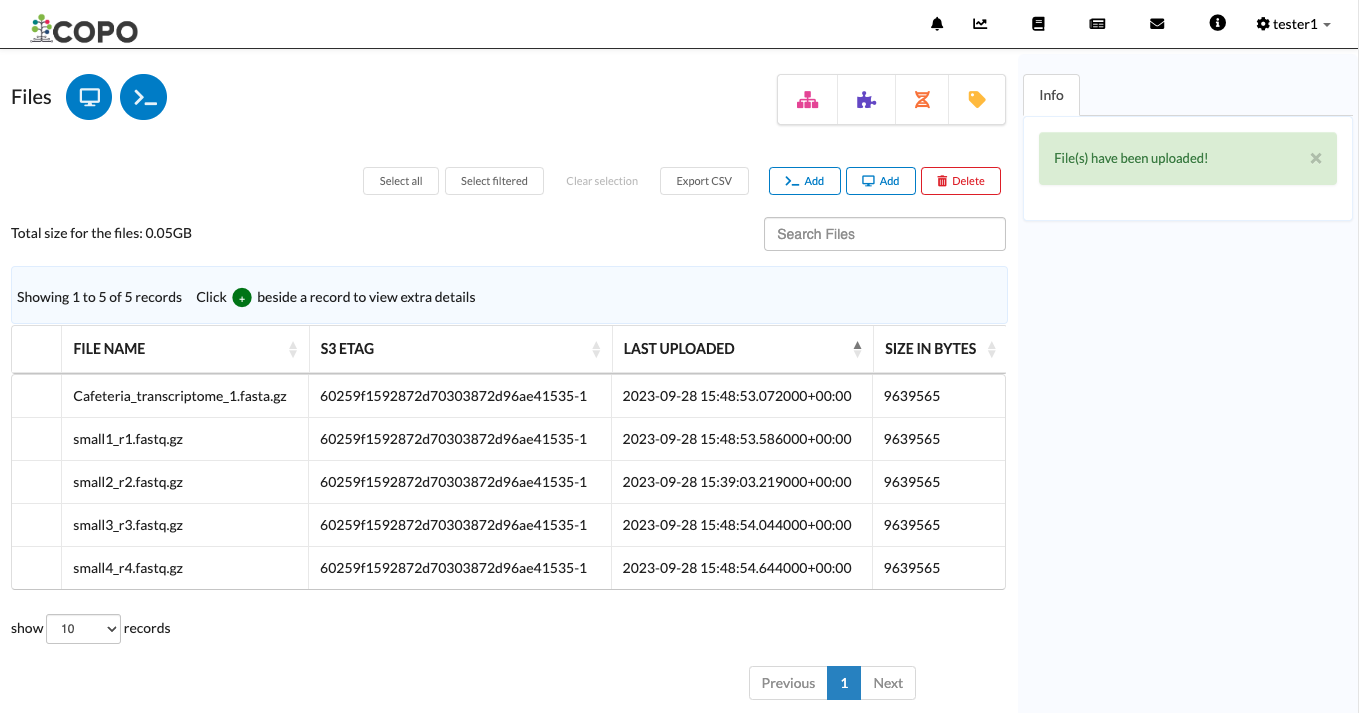 COPO
tester1
Files
Info
File(s) have been uploaded!
×
Select all
Select filtered
Clear selection
Export CSV
Add
Add
Delete
Total size for the files: 0.05GB
Search Files
Showing 1 to 5 of 5 records Click + beside a record to view extra details
FILE NAME S3 ETAG LAST UPLOADED SIZE IN BYTES
Cafeteria_transcriptome_1.fasta.gz 60259f1592872d70303872d96ae41535-1 2023-09-28 15:48:53.072000+00:00 9639565
small1_r1.fastq.gz 60259f1592872d70303872d96ae41535-1 2023-09-28 15:48:53.586000+00:00 9639565
small2_r2.fastq.gz 60259f1592872d70303872d96ae41535-1 2023-09-28 15:39:03.219000+00:00 9639565
small3_r3.fastq.gz 60259f1592872d70303872d96ae41535-1 2023-09-28 15:48:54.044000+00:00 9639565
small4_r4.fastq.gz 60259f1592872d70303872d96ae41535-1 2023-09-28 15:48:54.644000+00:00 9639565
show 10 records
Previous 1 Next